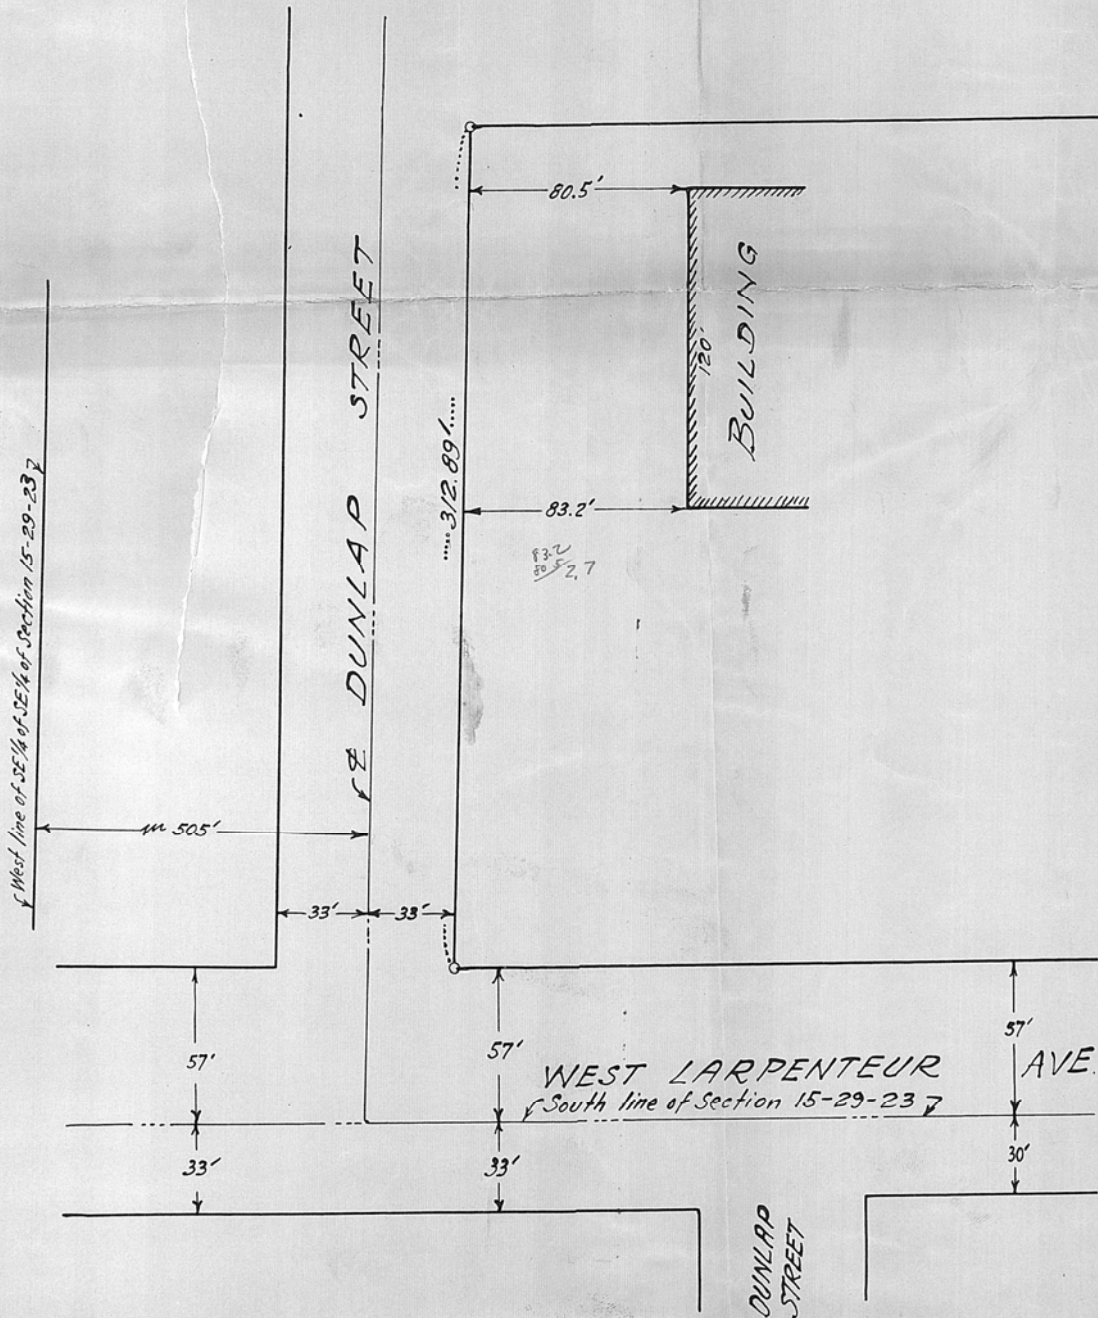 80.5'
120'
BUILDING
℄ DUNLAP STREET
312.89'
83.2'
83.2
80.5
2.7
West line of SE¼ of SE¼ of Section 15-29-23
505'
33'
33'
57'
57'
57'
WEST LARPENTEUR AVE.
South line of Section 15-29-23
33'
33'
30'
DUNLAP
STREET